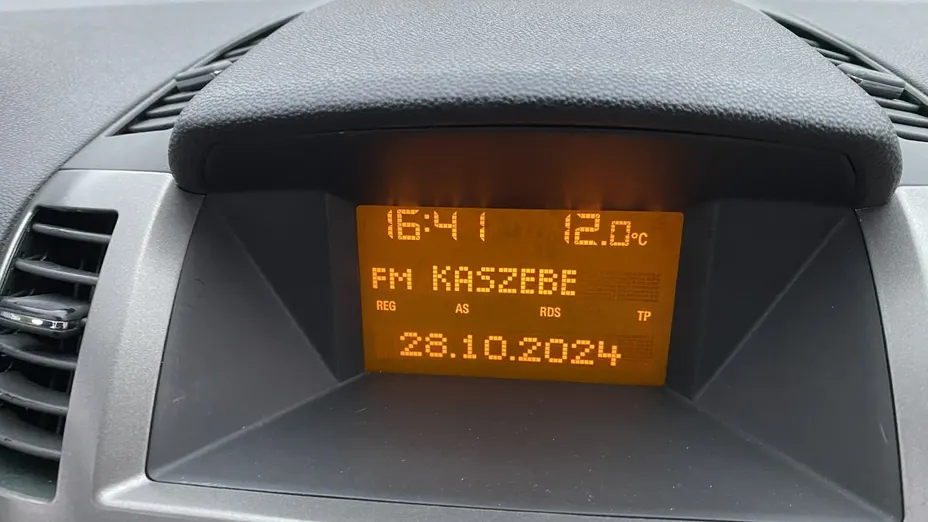 16:41 12.0°C
FM KASZEBE
REG AS RDS TP
28.10.2024